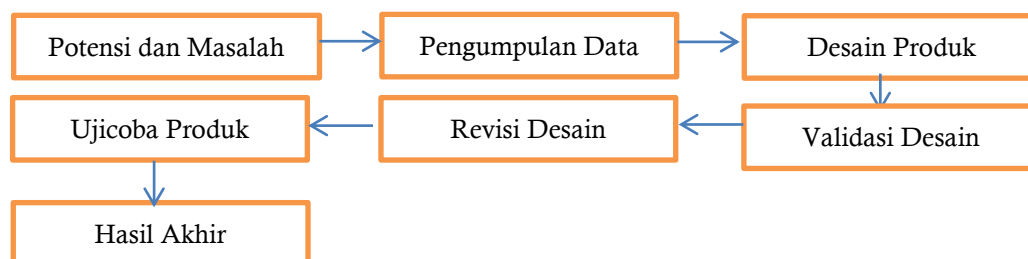 Potensi dan Masalah
Pengumpulan Data
Desain Produk
Validasi Desain
Revisi Desain
Ujicoba Produk
Hasil Akhir